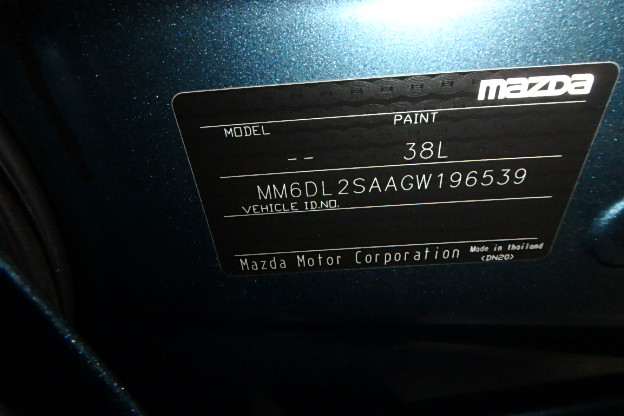 mazda
MODEL PAINT
-- 38L
MM6DL2SAAGW196539
VEHICLE ID.NO.
Mazda Motor Corporation Made in thailand
<DN20>